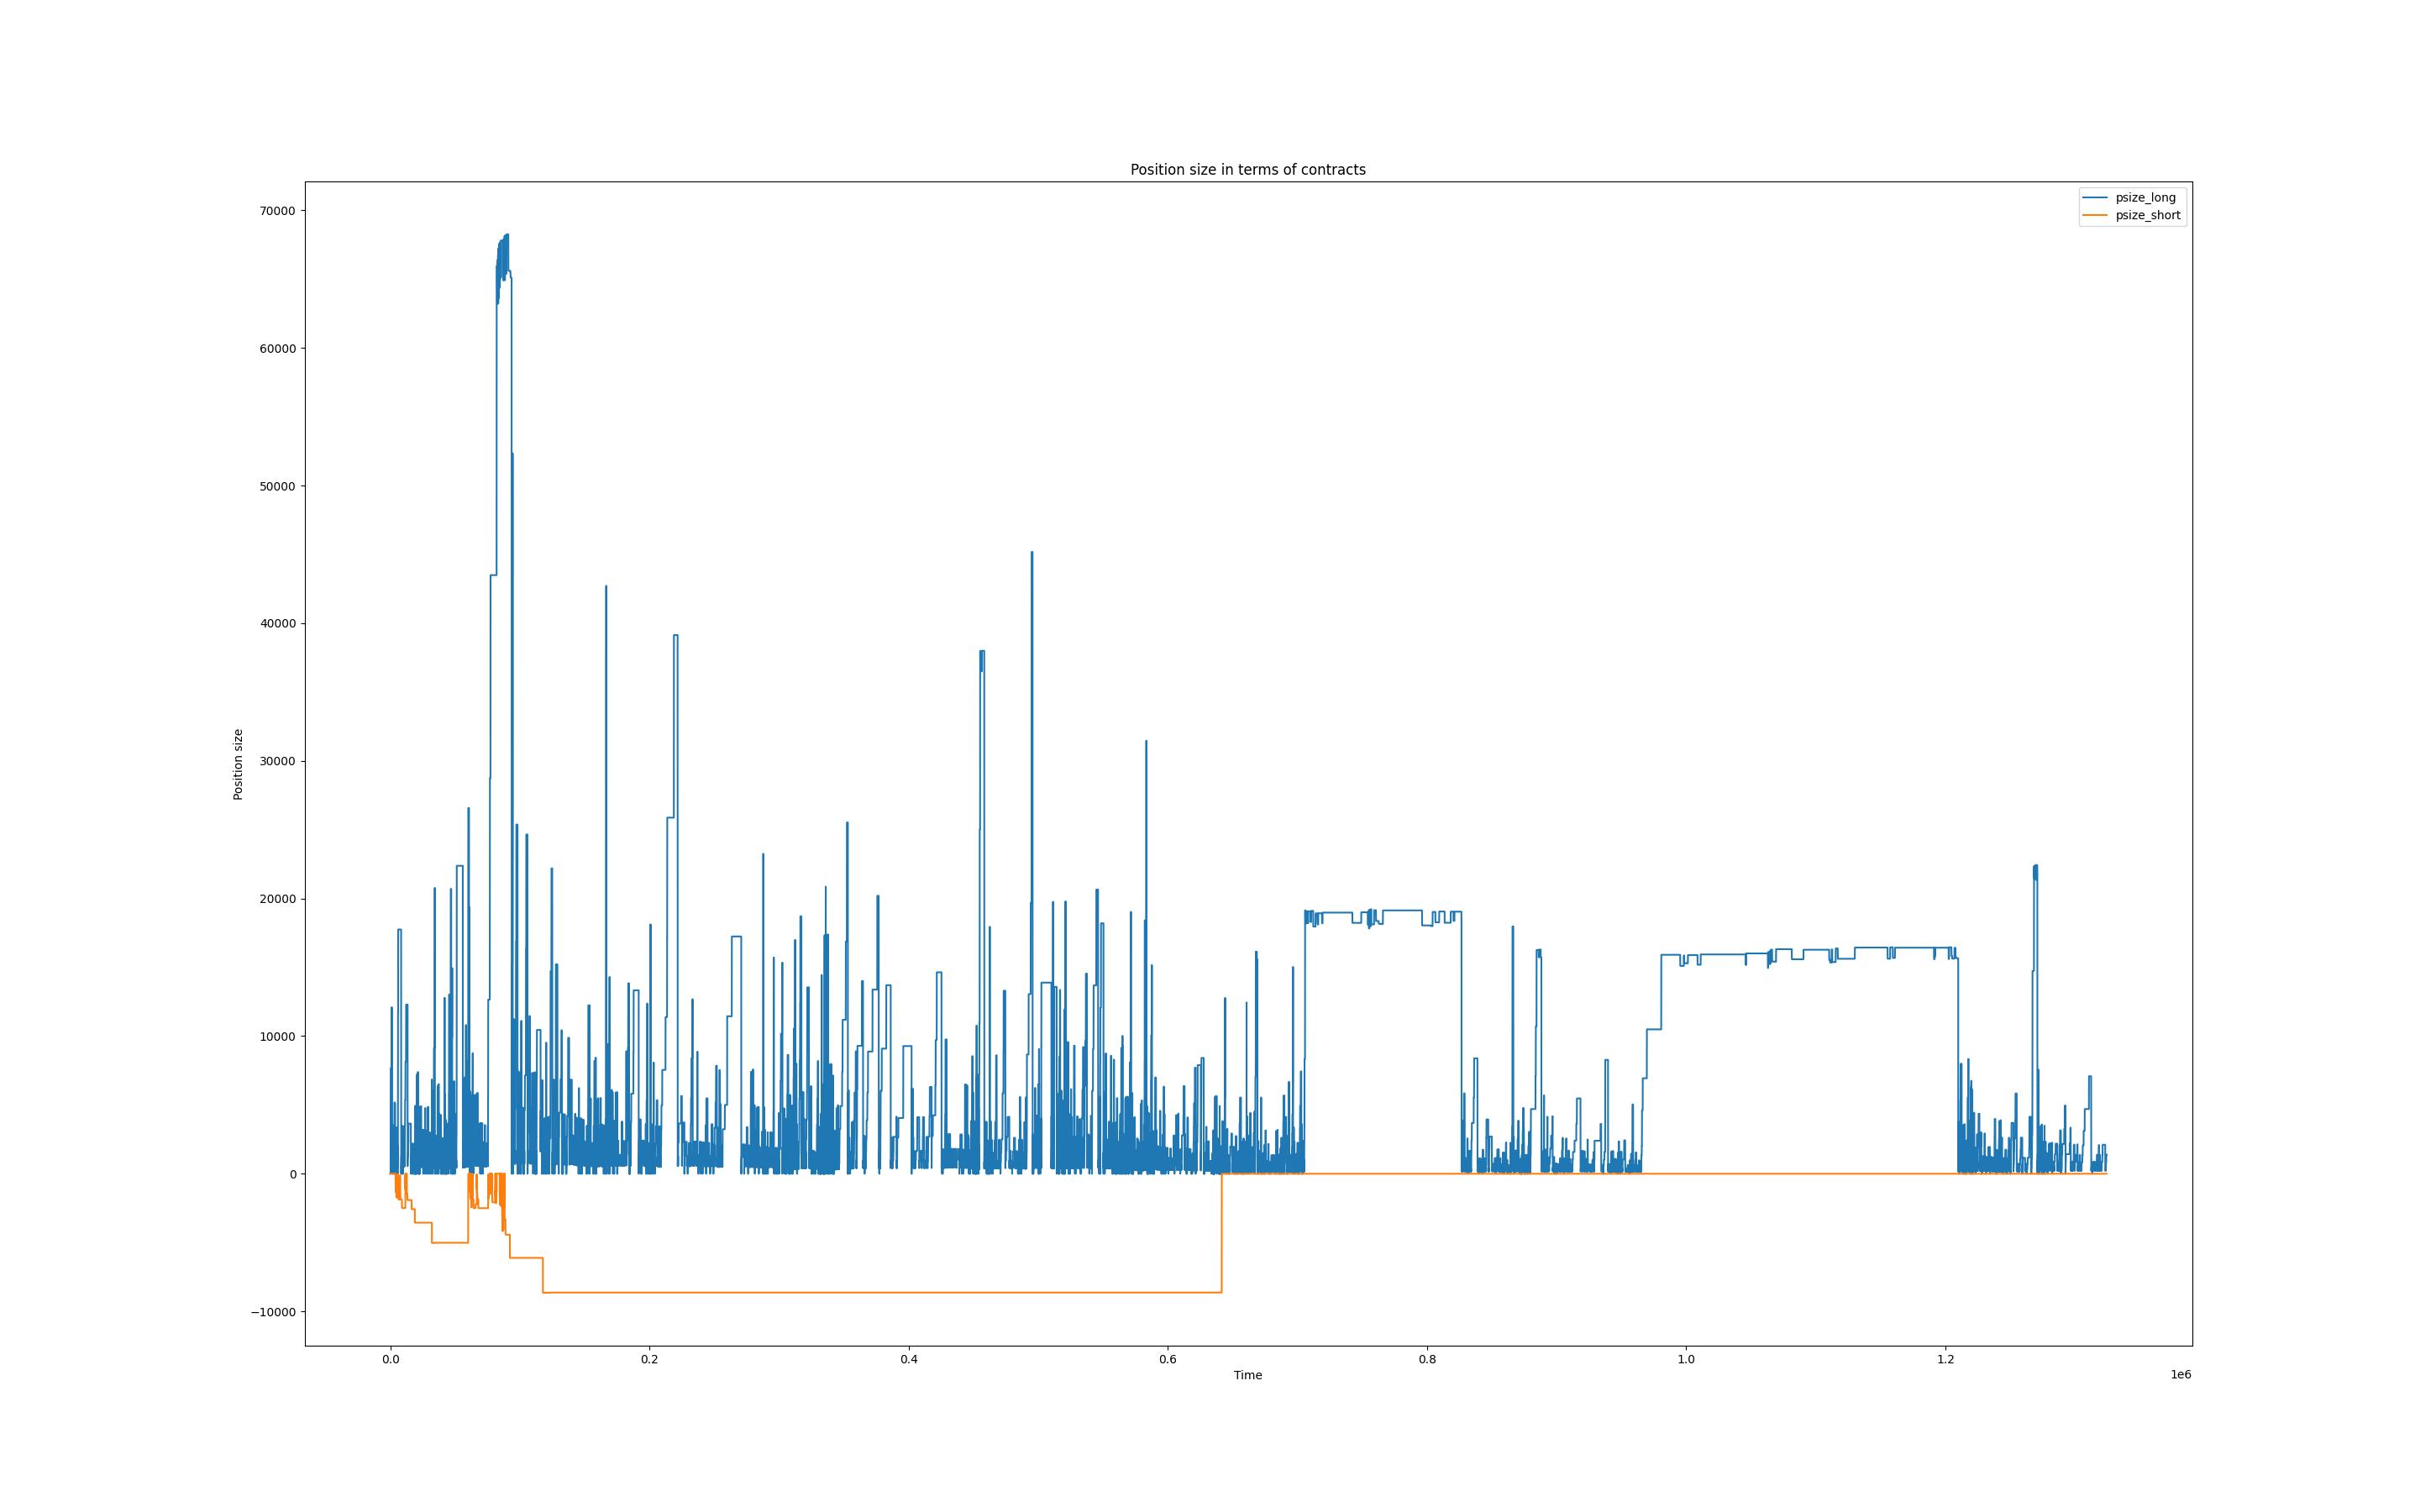 Position size in terms of contracts
psize_long
psize_short
70000
60000
50000
40000
30000
20000
10000
0
−10000
Position size
0.0 0.2 0.4 0.6 0.8 1.0 1.2
Time
1e6